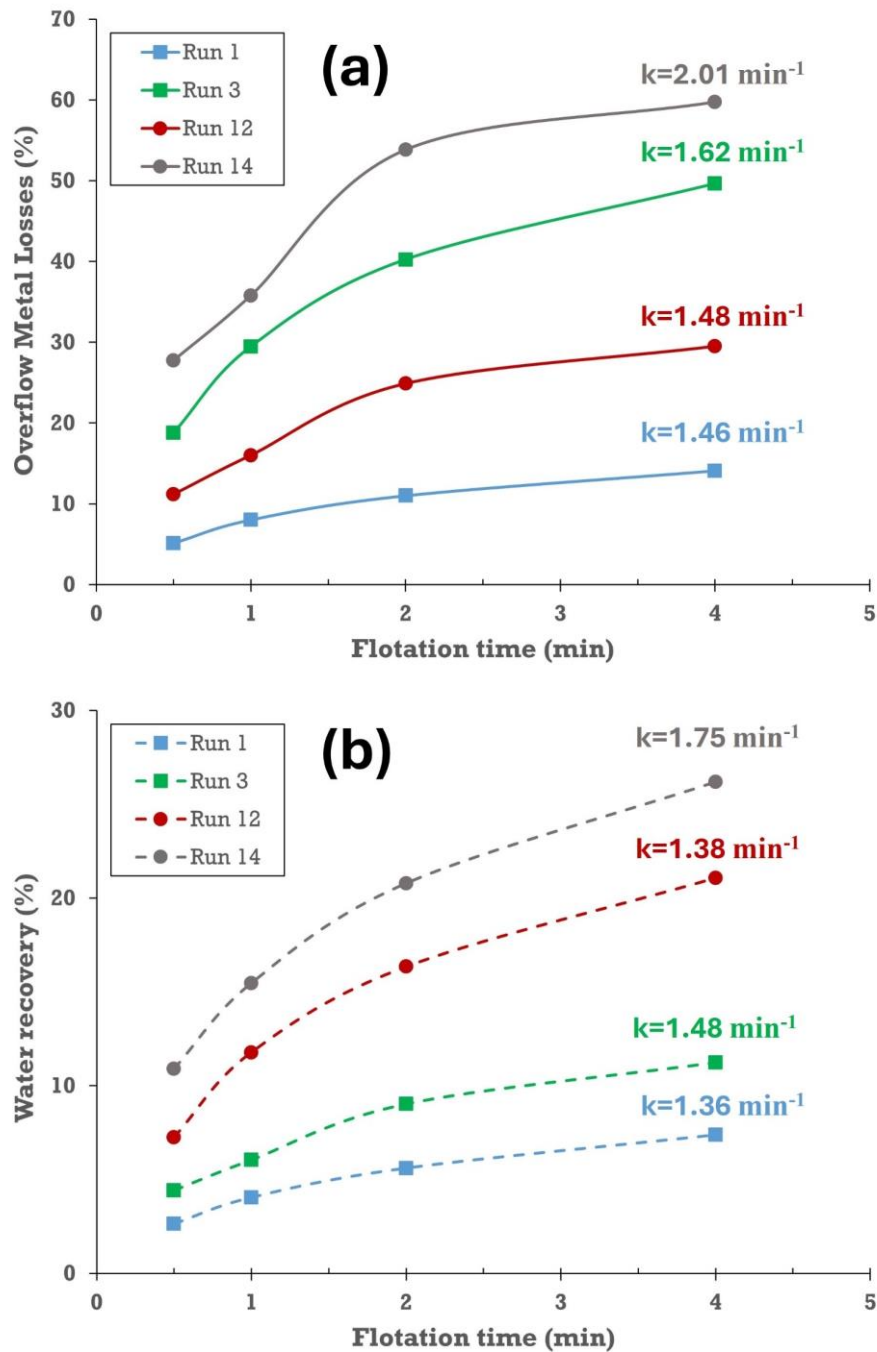 70
60
50
40
30
20
10
0
Overflow Metal Losses (%)
Run 1
Run 3
Run 12
Run 14
(a)
k=2.01 min⁻¹
k=1.62 min⁻¹
k=1.48 min⁻¹
k=1.46 min⁻¹
0 1 2 3 4 5
Flotation time (min)
30
20
10
0
Water recovery (%)
Run 1
Run 3
Run 12
Run 14
(b)
k=1.75 min⁻¹
k=1.38 min⁻¹
k=1.48 min⁻¹
k=1.36 min⁻¹
0 1 2 3 4 5
Flotation time (min)